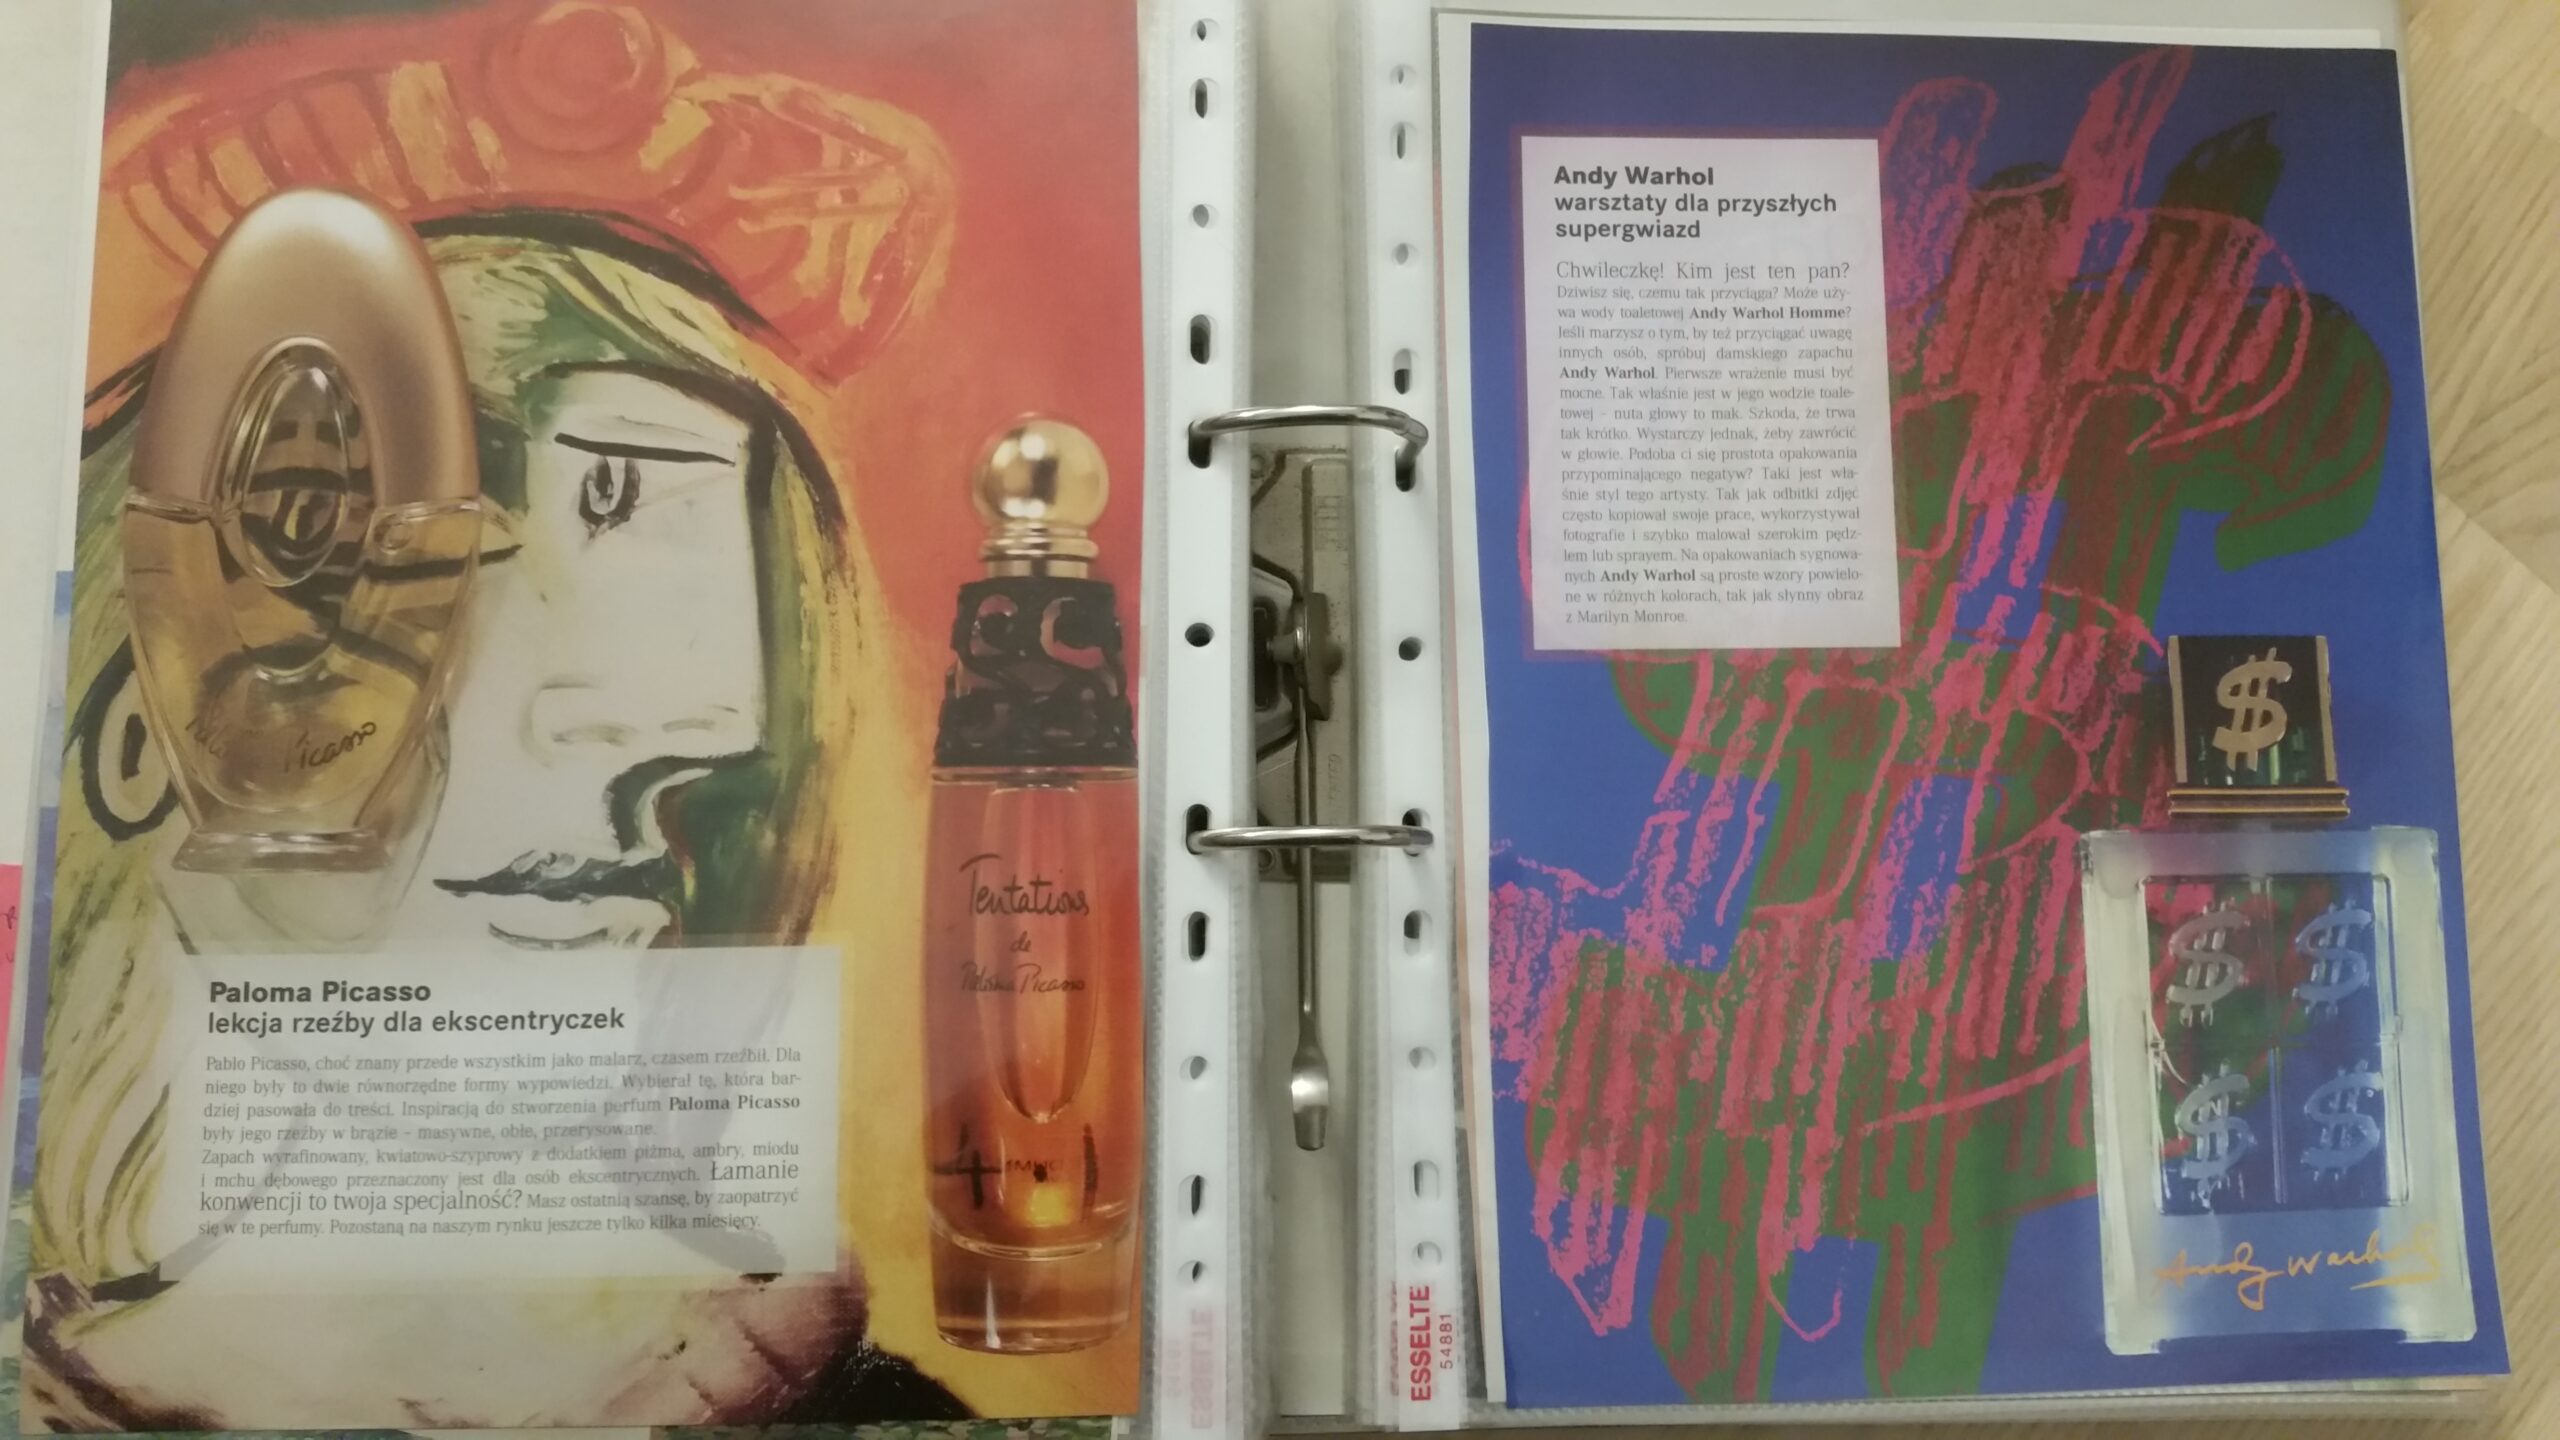 URODA
Picasso
Tentations
de
Paloma Picasso
Paloma Picasso
lekcja rzeźby dla ekscentryczek
Pablo Picasso, choć znany przede wszystkim jako malarz, czasem rzeźbił. Dla
niego były to dwie równorzędne formy wypowiedzi. Wybierał tę, która bar-
dziej pasowała do treści. Inspiracją do stworzenia perfum Paloma Picasso
były jego rzeźby w brązie – masywne, obłe, przerysowane.
Zapach wyrafinowany, kwiatowo-szyprowy z dodatkiem piżma, ambry, miodu
i mchu dębowego przeznaczony jest dla osób ekscentrycznych. Łamanie
konwencji to twoja specjalność? Masz ostatnią szansę, by zaopatrzyć
się w te perfumy. Pozostaną na naszym rynku jeszcze tylko kilka miesięcy.
ESSELTE
54881
Andy Warhol
warsztaty dla przyszłych
supergwiazd
Chwileczkę! Kim jest ten pan?
Dziwisz się, czemu tak przyciąga? Może uży-
wa wody toaletowej Andy Warhol Homme?
Jeśli marzysz o tym, by też przyciągać uwagę
innych osób, spróbuj damskiego zapachu
Andy Warhol. Pierwsze wrażenie musi być
mocne. Tak właśnie jest w jego wodzie toale-
towej – nuta głowy to mak. Szkoda, że trwa
tak krótko. Wystarczy jednak, żeby zawrócić
w głowie. Podoba ci się prostota opakowania
przypominającego negatyw? Taki jest wła-
śnie styl tego artysty. Tak jak odbitki zdjęć
często kopiował swoje prace, wykorzystywał
fotografie i szybko malował szerokim pędz-
lem lub sprayem. Na opakowaniach sygnowa-
nych Andy Warhol są proste wzory powielo-
ne w różnych kolorach, tak jak słynny obraz
z Marilyn Monroe.
$
$ $
$ $
Andy Warhol